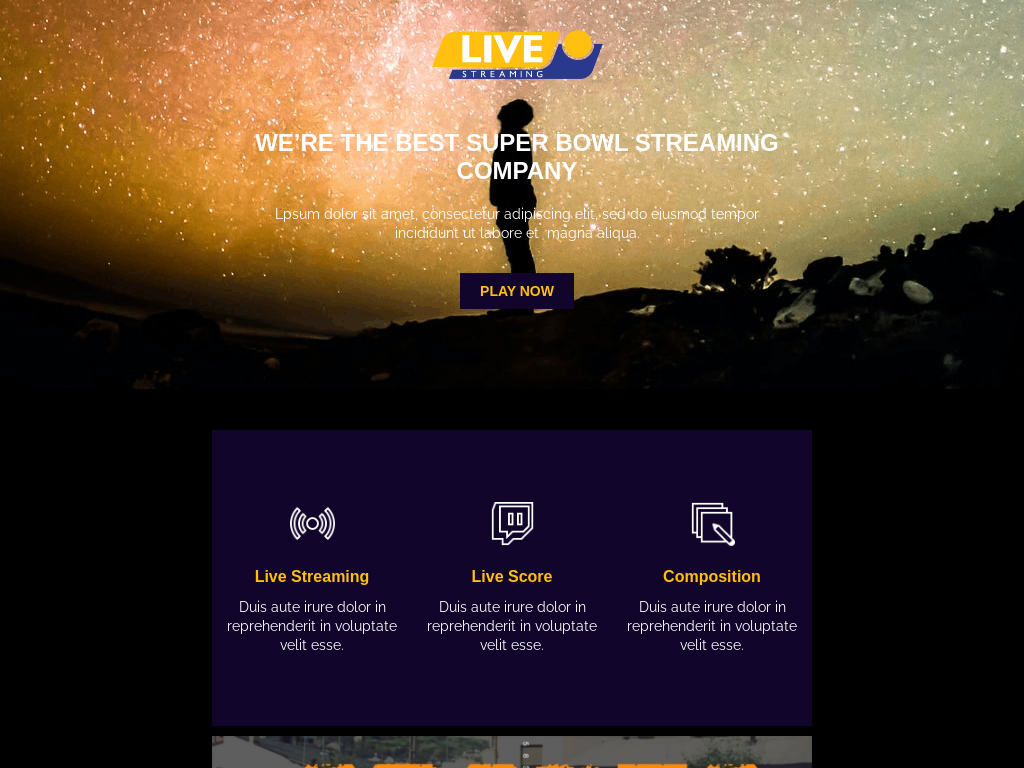 LIVE
STREAMING
WE'RE THE BEST SUPER BOWL STREAMING
COMPANY
Lpsum dolor sit amet, consectetur adipiscing elit, sed do eiusmod tempor
incididunt ut labore et  magna aliqua.
PLAY NOW
Live Streaming
Live Score
Composition
Duis aute irure dolor in
reprehenderit in voluptate
velit esse.
Duis aute irure dolor in
reprehenderit in voluptate
velit esse.
Duis aute irure dolor in
reprehenderit in voluptate
velit esse.